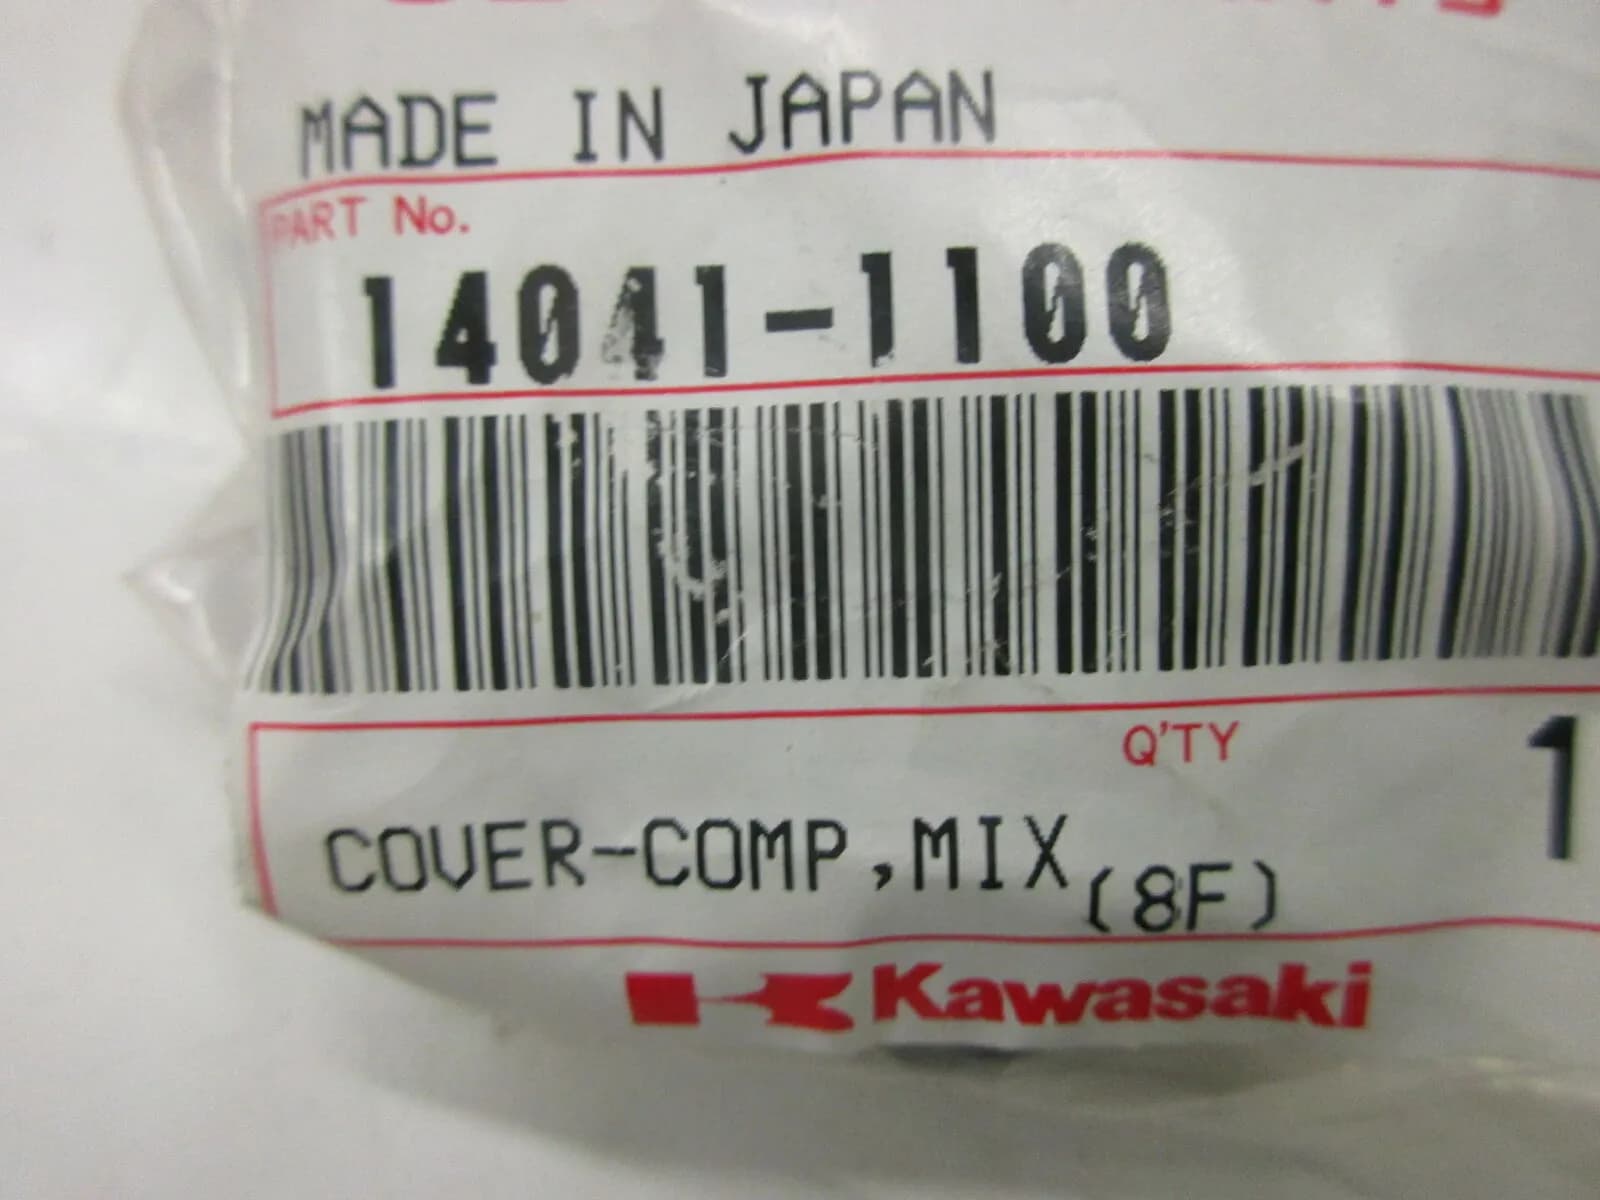 MADE IN JAPAN
PART No.
14041-1100
Q'TY
1
COVER-COMP,MIX(8F)
Kawasaki